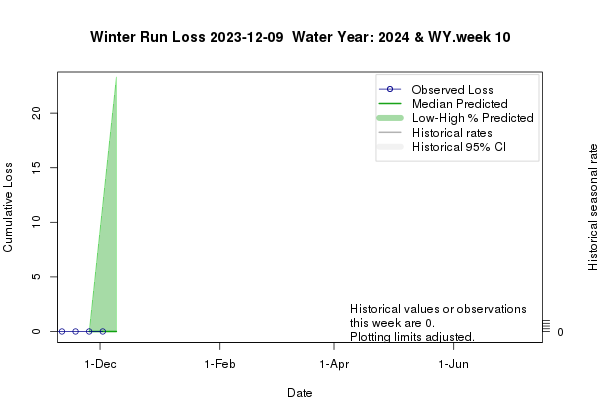 Winter Run Loss 2023-12-09 Water Year: 2024 & WY.week 10
Observed Loss
Median Predicted
Low-High % Predicted
Historical rates
Historical 95% CI
Cumulative Loss
20
15
10
5
0
Historical seasonal rate
0
Historical values or observations
this week are 0.
Plotting limits adjusted.
1-Dec
1-Feb
1-Apr
1-Jun
Date